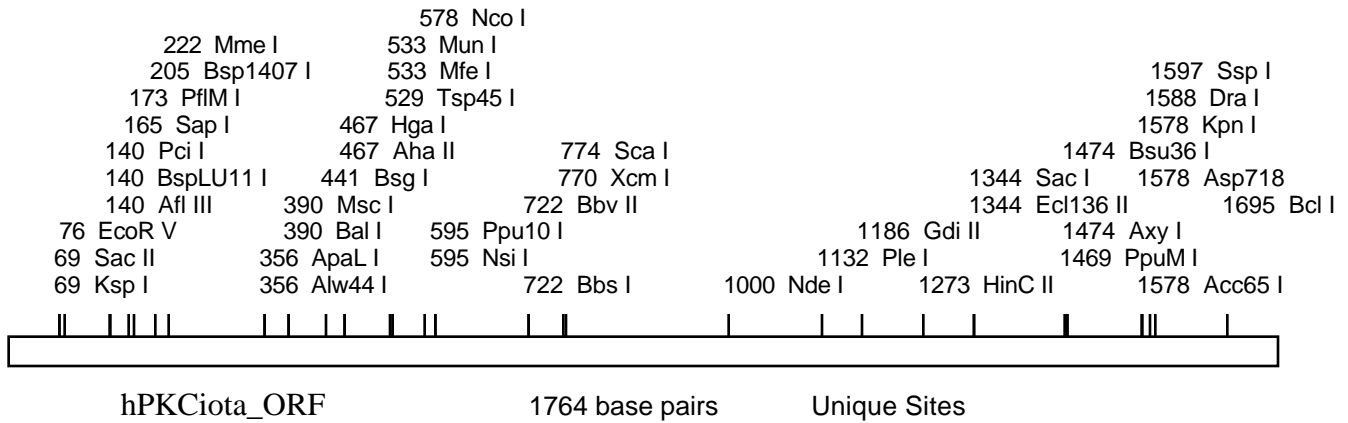 578 Nco I
222 Mme I 533 Mun I
205 Bsp1407 I 533 Mfe I 1597 Ssp I
173 PflM I 529 Tsp45 I 1588 Dra I
165 Sap I 467 Hga I 1578 Kpn I
140 Pci I 467 Aha II 774 Sca I 1474 Bsu36 I
140 BspLU11 I 441 Bsg I 770 Xcm I 1344 Sac I 1578 Asp718
140 Afl III 390 Msc I 722 Bbv II 1344 Ecl136 II 1695 Bcl I
76 EcoR V 390 Bal I 595 Ppu10 I 1186 Gdi II 1474 Axy I
69 Sac II 356 ApaL I 595 Nsi I 1132 Ple I 1469 PpuM I
69 Ksp I 356 Alw44 I 722 Bbs I 1000 Nde I 1273 HinC II 1578 Acc65 I
hPKCiota_ORF 1764 base pairs Unique Sites